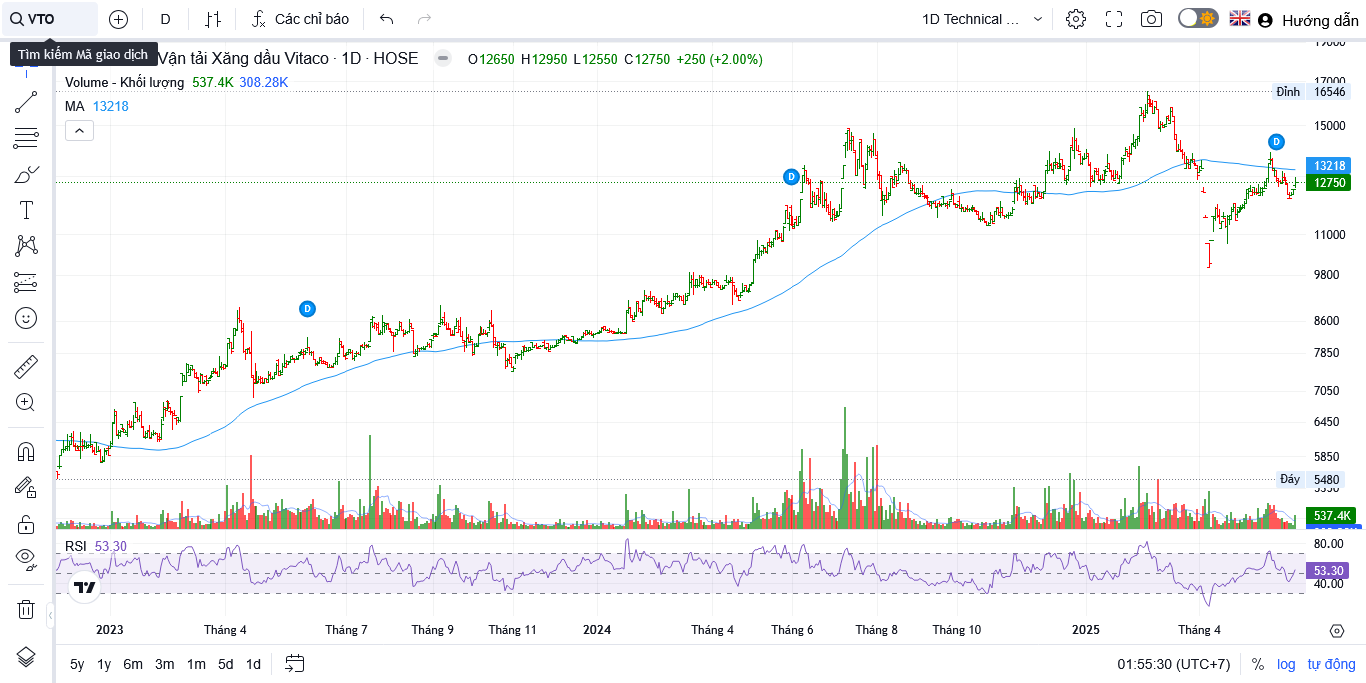 VTO
D
Các chỉ báo
1D Technical ...
Hướng dẫn
Tìm kiếm Mã giao dịch
Vận tải Xăng dầu Vitaco · 1D · HOSE
O12650 H12950 L12550 C12750 +250 (+2.00%)
Volume - Khối lượng 537.4K 308.28K
MA 13218
17000
17000
Đỉnh 16546
15000
D
D
D
13218
12750
11000
9800
8600
7850
7050
6450
5850
Đáy 5480
537.4K
RSI 53.30
80.00
53.30
40.00
2023 Tháng 4 Tháng 7 Tháng 9 Tháng 11 2024 Tháng 4 Tháng 6 Tháng 8 Tháng 10 2025 Tháng 4
5y 1y 6m 3m 1m 5d 1d
01:55:30 (UTC+7) % log tự động